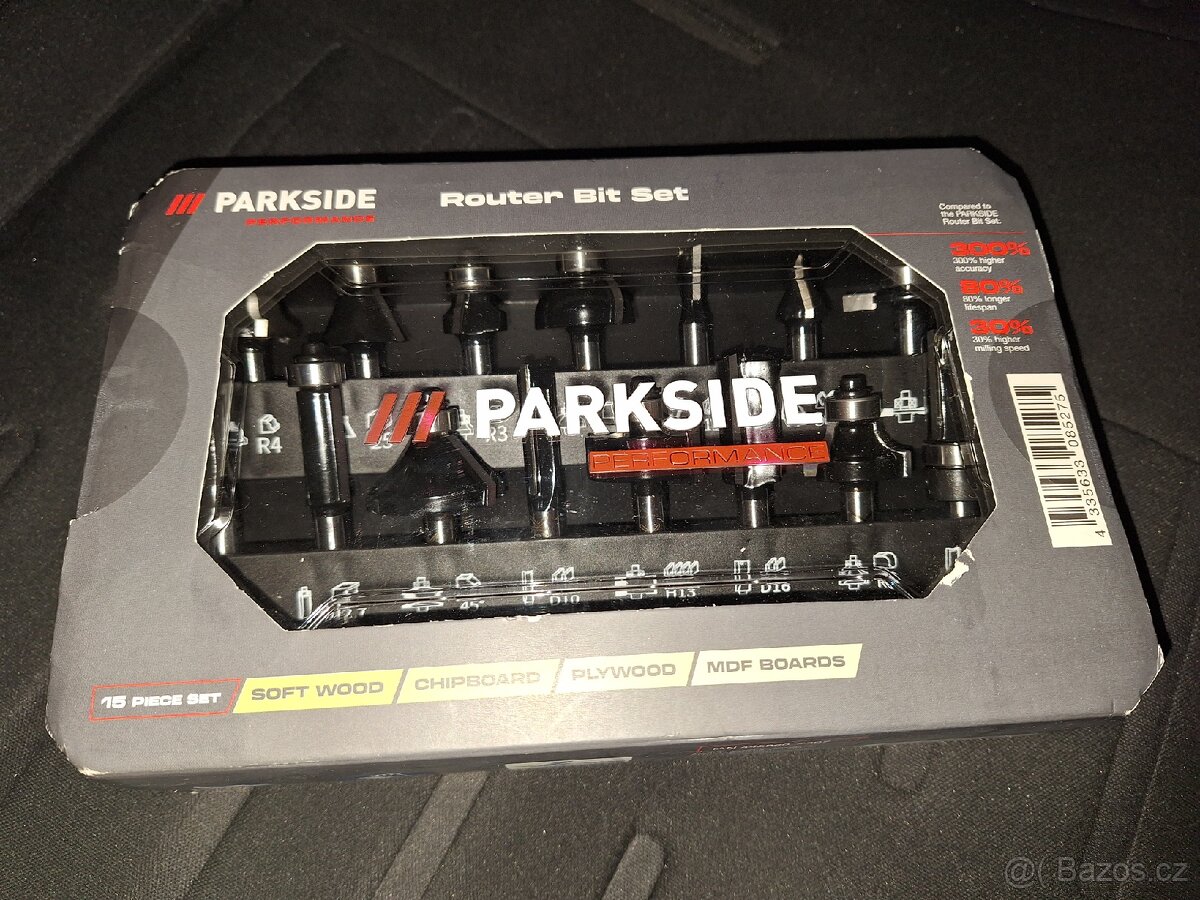 PARKSIDE
PERFORMANCE
Router Bit Set
Compared to
the PARKSIDE
Router Bit Set.
300%
300% higher
accuracy
80%
80% longer
lifespan
30%
30% higher
milling speed
R4
R3
PARKSIDE
PERFORMANCE
45°
D10
H13
D16
4 335633 085275
15 PIECE SET
SOFT WOOD
CHIPBOARD
PLYWOOD
MDF BOARDS
@( Bazos.cz